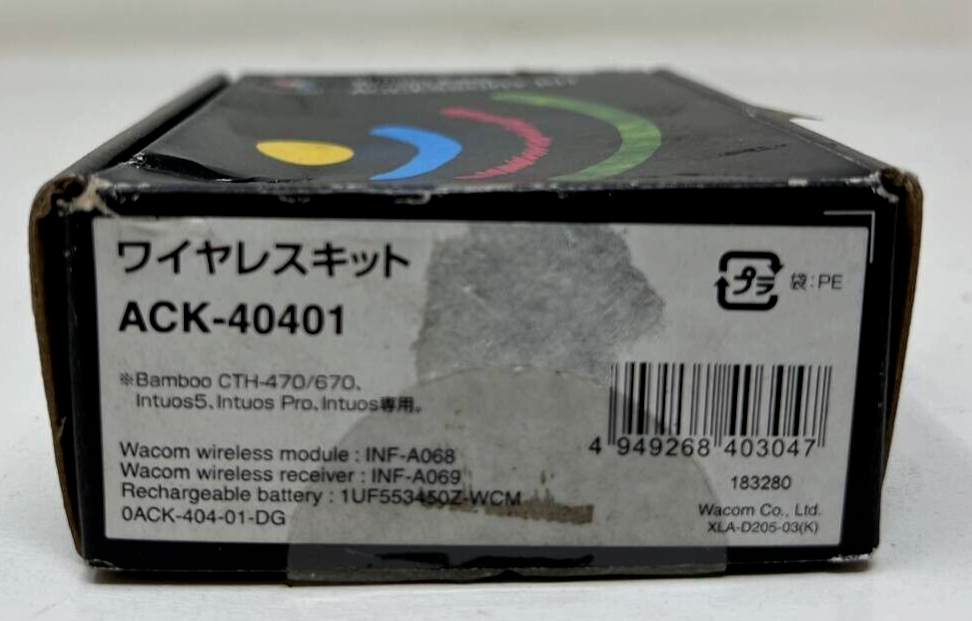 ワイヤレスキット
ACK-40401
プラ
袋:PE
※Bamboo CTH-470/670、
Intuos5、Intuos Pro、Intuos専用。
Wacom wireless module : INF-A068
Wacom wireless receiver : INF-A069
Rechargeable battery : 1UF553450Z-WCM
0ACK-404-01-DG
4 949268 403047
183280
Wacom Co., Ltd.
XLA-D205-03(K)